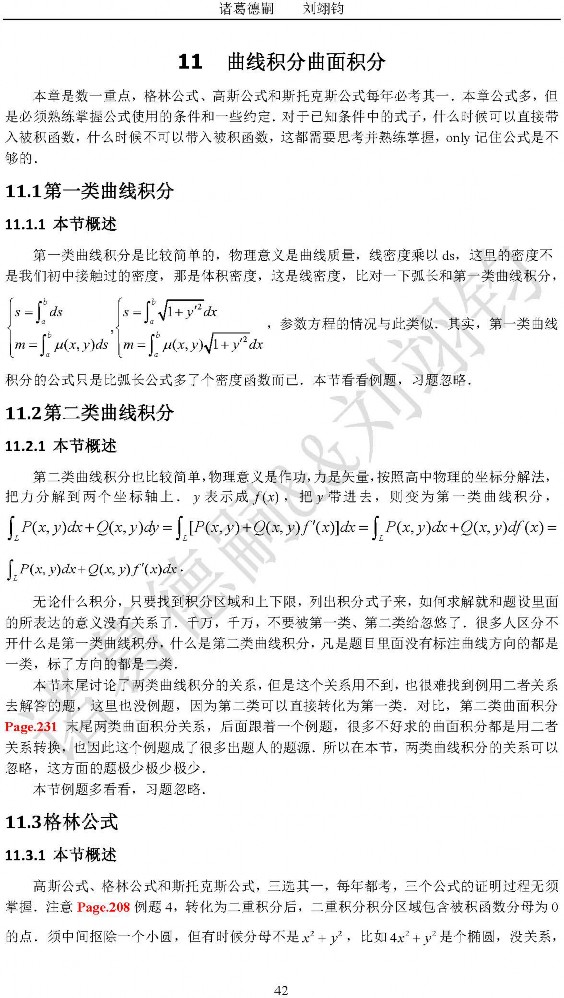 诸葛德嗣 刘翊钧
11 曲线积分曲面积分
本章是数一重点，格林公式、高斯公式和斯托克斯公式每年必考其一．本章公式多，但
是必须熟练掌握公式使用的条件和一些约定．对于已知条件中的式子，什么时候可以直接带
入被积函数，什么时候不可以带入被积函数，这都需要思考并熟练掌握，only 记住公式是不
够的．
11.1第一类曲线积分
11.1.1 本节概述
第一类曲线积分是比较简单的，物理意义是曲线质量，线密度乘以 ds，这里的密度不
是我们初中接触过的密度，那是体积密度，这是线密度，比对一下弧长和第一类曲线积分，
{s=∫_a^b ds, m=∫_a^b μ(x,y)ds , {s=∫_a^b √(1+y'²)dx, m=∫_a^b μ(x,y)√(1+y'²)dx ，参数方程的情况与此类似．其实，第一类曲线
积分的公式只是比弧长公式多了个密度函数而已．本节看看例题，习题忽略．
11.2第二类曲线积分
11.2.1 本节概述
第二类曲线积分也比较简单，物理意义是作功，力是矢量，按照高中物理的坐标分解法，
把力分解到两个坐标轴上．y 表示成 f(x)，把 y 带进去，则变为第一类曲线积分，
∫_L P(x,y)dx+Q(x,y)dy=∫_L [P(x,y)+Q(x,y)f'(x)]dx=∫_L P(x,y)dx+Q(x,y)df(x)=
∫_L P(x,y)dx+Q(x,y)f'(x)dx．
无论什么积分，只要找到积分区域和上下限，列出积分式子来，如何求解就和题设里面
的所表达的意义没有关系了．千万，千万，不要被第一类、第二类给忽悠了．很多人区分不
开什么是第一类曲线积分，什么是第二类曲线积分，凡是题目里面没有标注曲线方向的都是
一类，标了方向的都是二类．
本节末尾讨论了两类曲线积分的关系，但是这个关系用不到，也很难找到例用二者关系
去解答的题，这里也没例题，因为第二类可以直接转化为第一类．对比，第二类曲面积分
Page.231 末尾两类曲面积分关系，后面跟着一个例题，很多不好求的曲面积分都是用二者
关系转换，也因此这个例题成了很多出题人的题源．所以在本节，两类曲线积分的关系可以
忽略，这方面的题极少极少极少．
本节例题多看看，习题忽略．
11.3格林公式
11.3.1 本节概述
高斯公式、格林公式和斯托克斯公式，三选其一，每年都考，三个公式的证明过程无须
掌握．注意 Page.208 例题 4，转化为二重积分后，二重积分积分区域包含被积函数分母为 0
的点．须中间抠除一个小圆，但有时候分母不是 x²+y²，比如 4x²+y² 是个椭圆，没关系，
42
诸葛德嗣&&刘翊钧